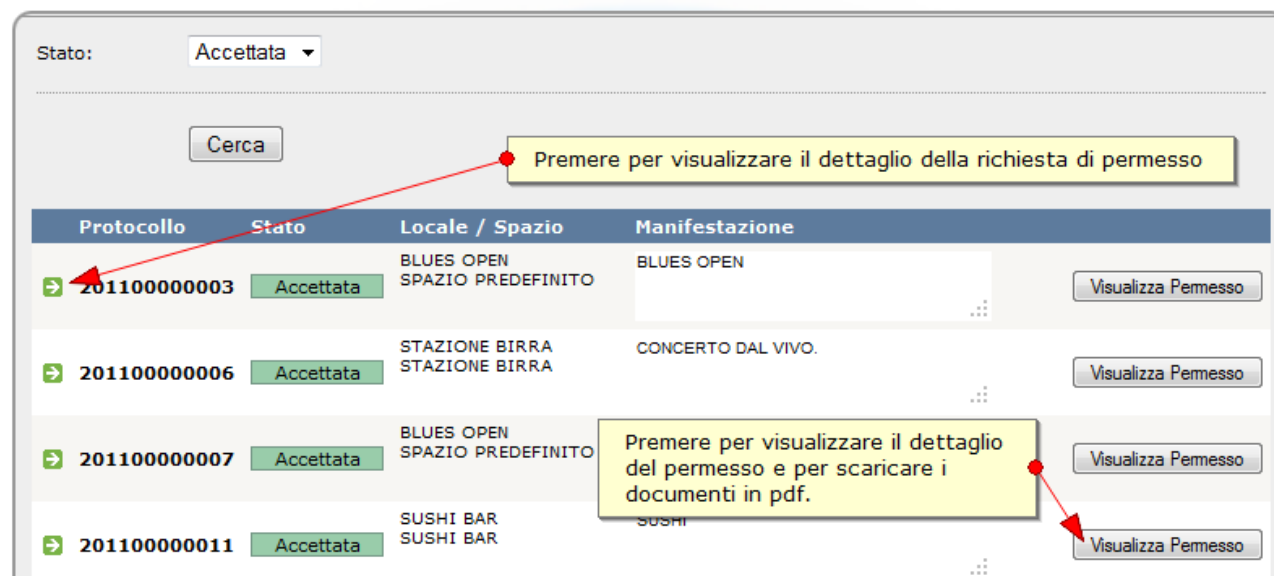 Stato: Accettata
Cerca
Premere per visualizzare il dettaglio della richiesta di permesso
Protocollo Stato Locale / Spazio Manifestazione
201100000003 Accettata BLUES OPEN BLUES OPEN Visualizza Permesso
SPAZIO PREDEFINITO
201100000006 Accettata STAZIONE BIRRA CONCERTO DAL VIVO. Visualizza Permesso
STAZIONE BIRRA
201100000007 Accettata BLUES OPEN Visualizza Permesso
SPAZIO PREDEFINITO
Premere per visualizzare il dettaglio
del permesso e per scaricare i
documenti in pdf.
201100000011 Accettata SUSHI BAR SUSHI Visualizza Permesso
SUSHI BAR